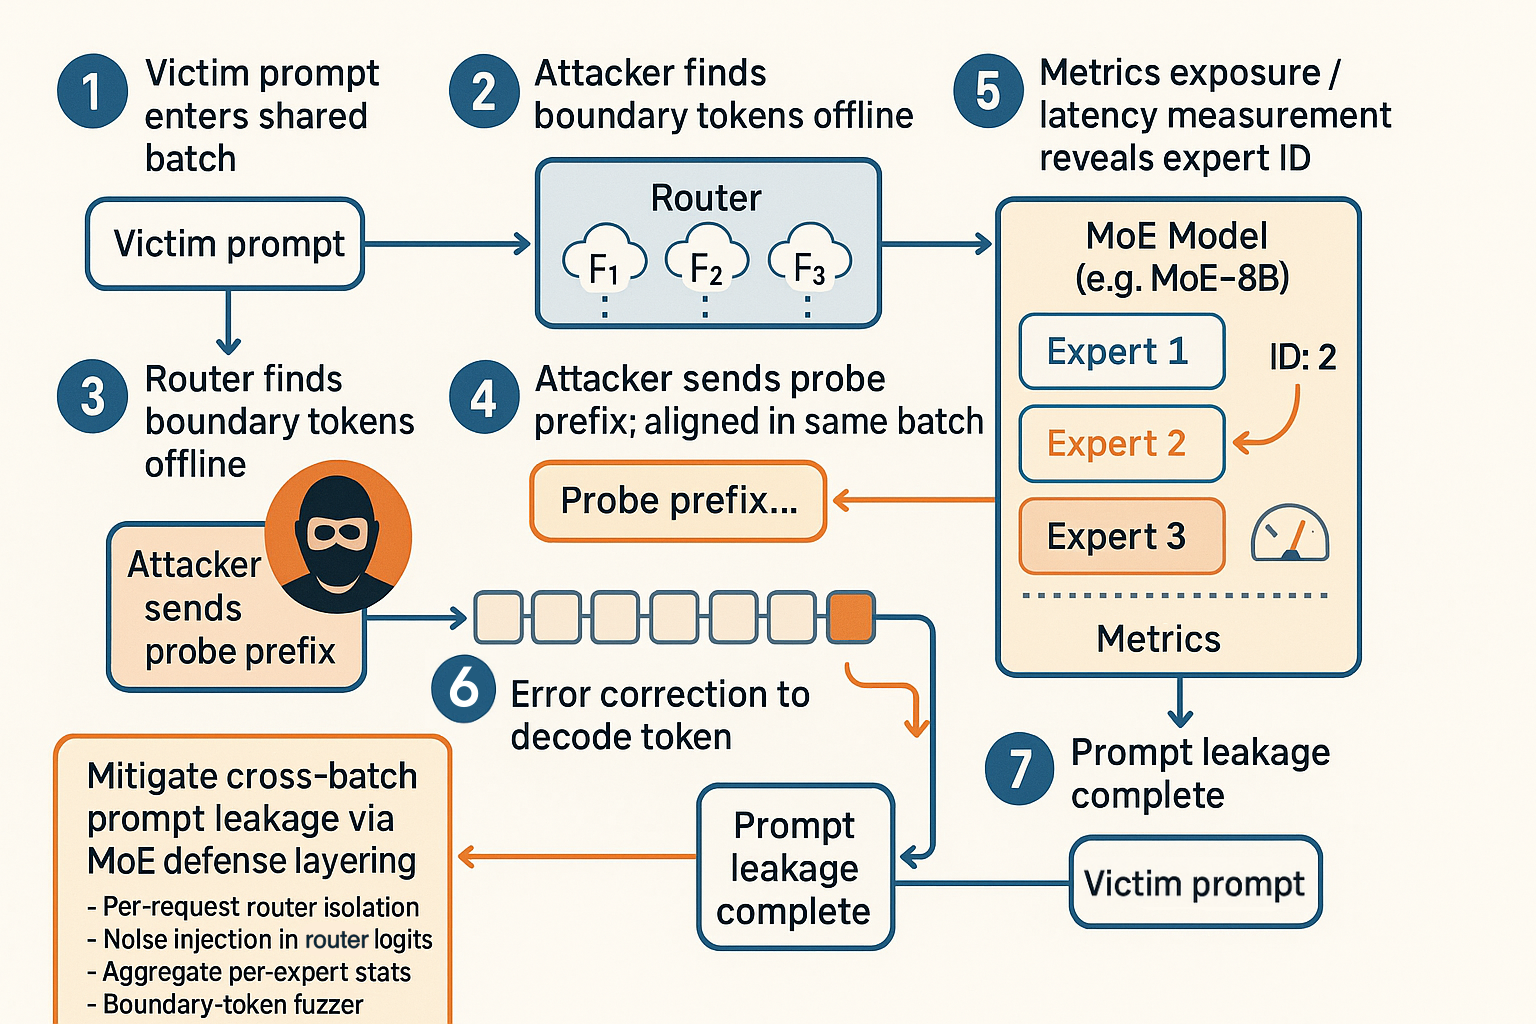 1
Victim prompt
enters shared
batch
2
Attacker finds
boundary tokens offline
5
Metrics exposure /
latency measurement
reveals expert ID
Victim prompt
Router
F1
F2
F3
MoE Model
(e.g. MoE-8B)
Expert 1
ID: 2
Expert 2
Expert 3
Metrics
3
Router finds
boundary tokens
offline
4
Attacker sends probe
prefix; aligned in same batch
Probe prefix...
Attacker
sends
probe prefix
6
Error correction to
decode token
7
Prompt leakage
complete
Mitigate cross-batch
prompt leakage via
MoE defense layering
- Per-request router isolation
- Nolse injection in router logits
- Aggregate per-expert stats
- Boundary-token fuzzer
Prompt
leakage
complete
Victim prompt